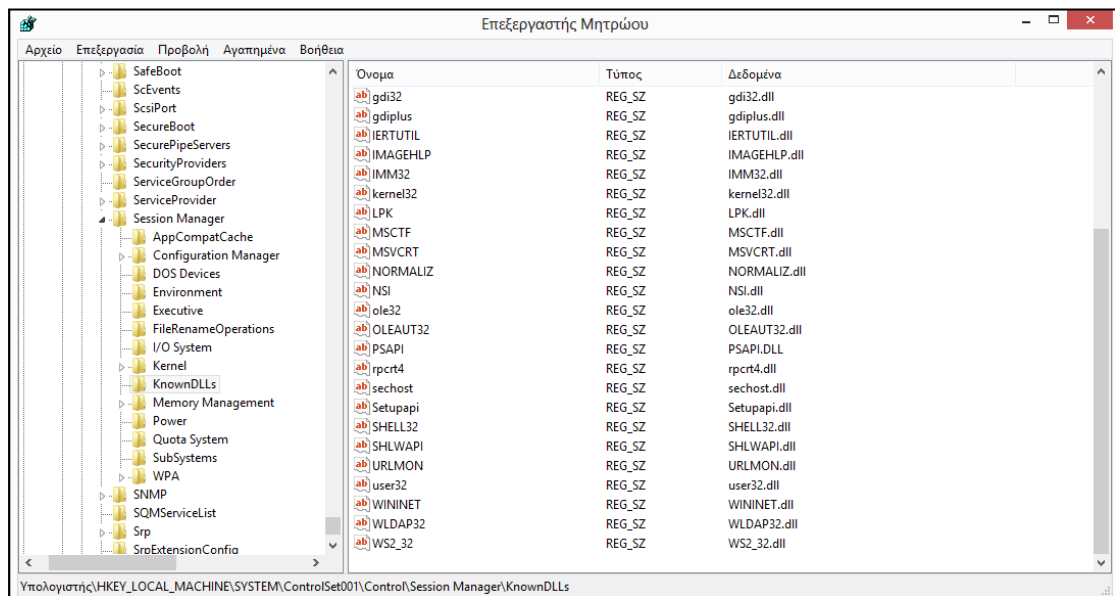 Επεξεργαστής Μητρώου
Αρχείο Επεξεργασία Προβολή Αγαπημένα Βοήθεια
SafeBoot
ScEvents
ScsiPort
SecureBoot
SecurePipeServers
SecurityProviders
ServiceGroupOrder
ServiceProvider
Session Manager
AppCompatCache
Configuration Manager
DOS Devices
Environment
Executive
FileRenameOperations
I/O System
Kernel
KnownDLLs
Memory Management
Power
Quota System
SubSystems
WPA
SNMP
SQMServiceList
Srp
SrpExtensionConfig
Όνομα Τύπος Δεδομένα
gdi32 REG_SZ gdi32.dll
gdiplus REG_SZ gdiplus.dll
IERTUTIL REG_SZ IERTUTIL.dll
IMAGEHLP REG_SZ IMAGEHLP.dll
IMM32 REG_SZ IMM32.dll
kernel32 REG_SZ kernel32.dll
LPK REG_SZ LPK.dll
MSCTF REG_SZ MSCTF.dll
MSVCRT REG_SZ MSVCRT.dll
NORMALIZ REG_SZ NORMALIZ.dll
NSI REG_SZ NSI.dll
ole32 REG_SZ ole32.dll
OLEAUT32 REG_SZ OLEAUT32.dll
PSAPI REG_SZ PSAPI.DLL
rpcrt4 REG_SZ rpcrt4.dll
sechost REG_SZ sechost.dll
Setupapi REG_SZ Setupapi.dll
SHELL32 REG_SZ SHELL32.dll
SHLWAPI REG_SZ SHLWAPI.dll
URLMON REG_SZ URLMON.dll
user32 REG_SZ user32.dll
WININET REG_SZ WININET.dll
WLDAP32 REG_SZ WLDAP32.dll
WS2_32 REG_SZ WS2_32.dll
Υπολογιστής\HKEY_LOCAL_MACHINE\SYSTEM\ControlSet001\Control\Session Manager\KnownDLLs